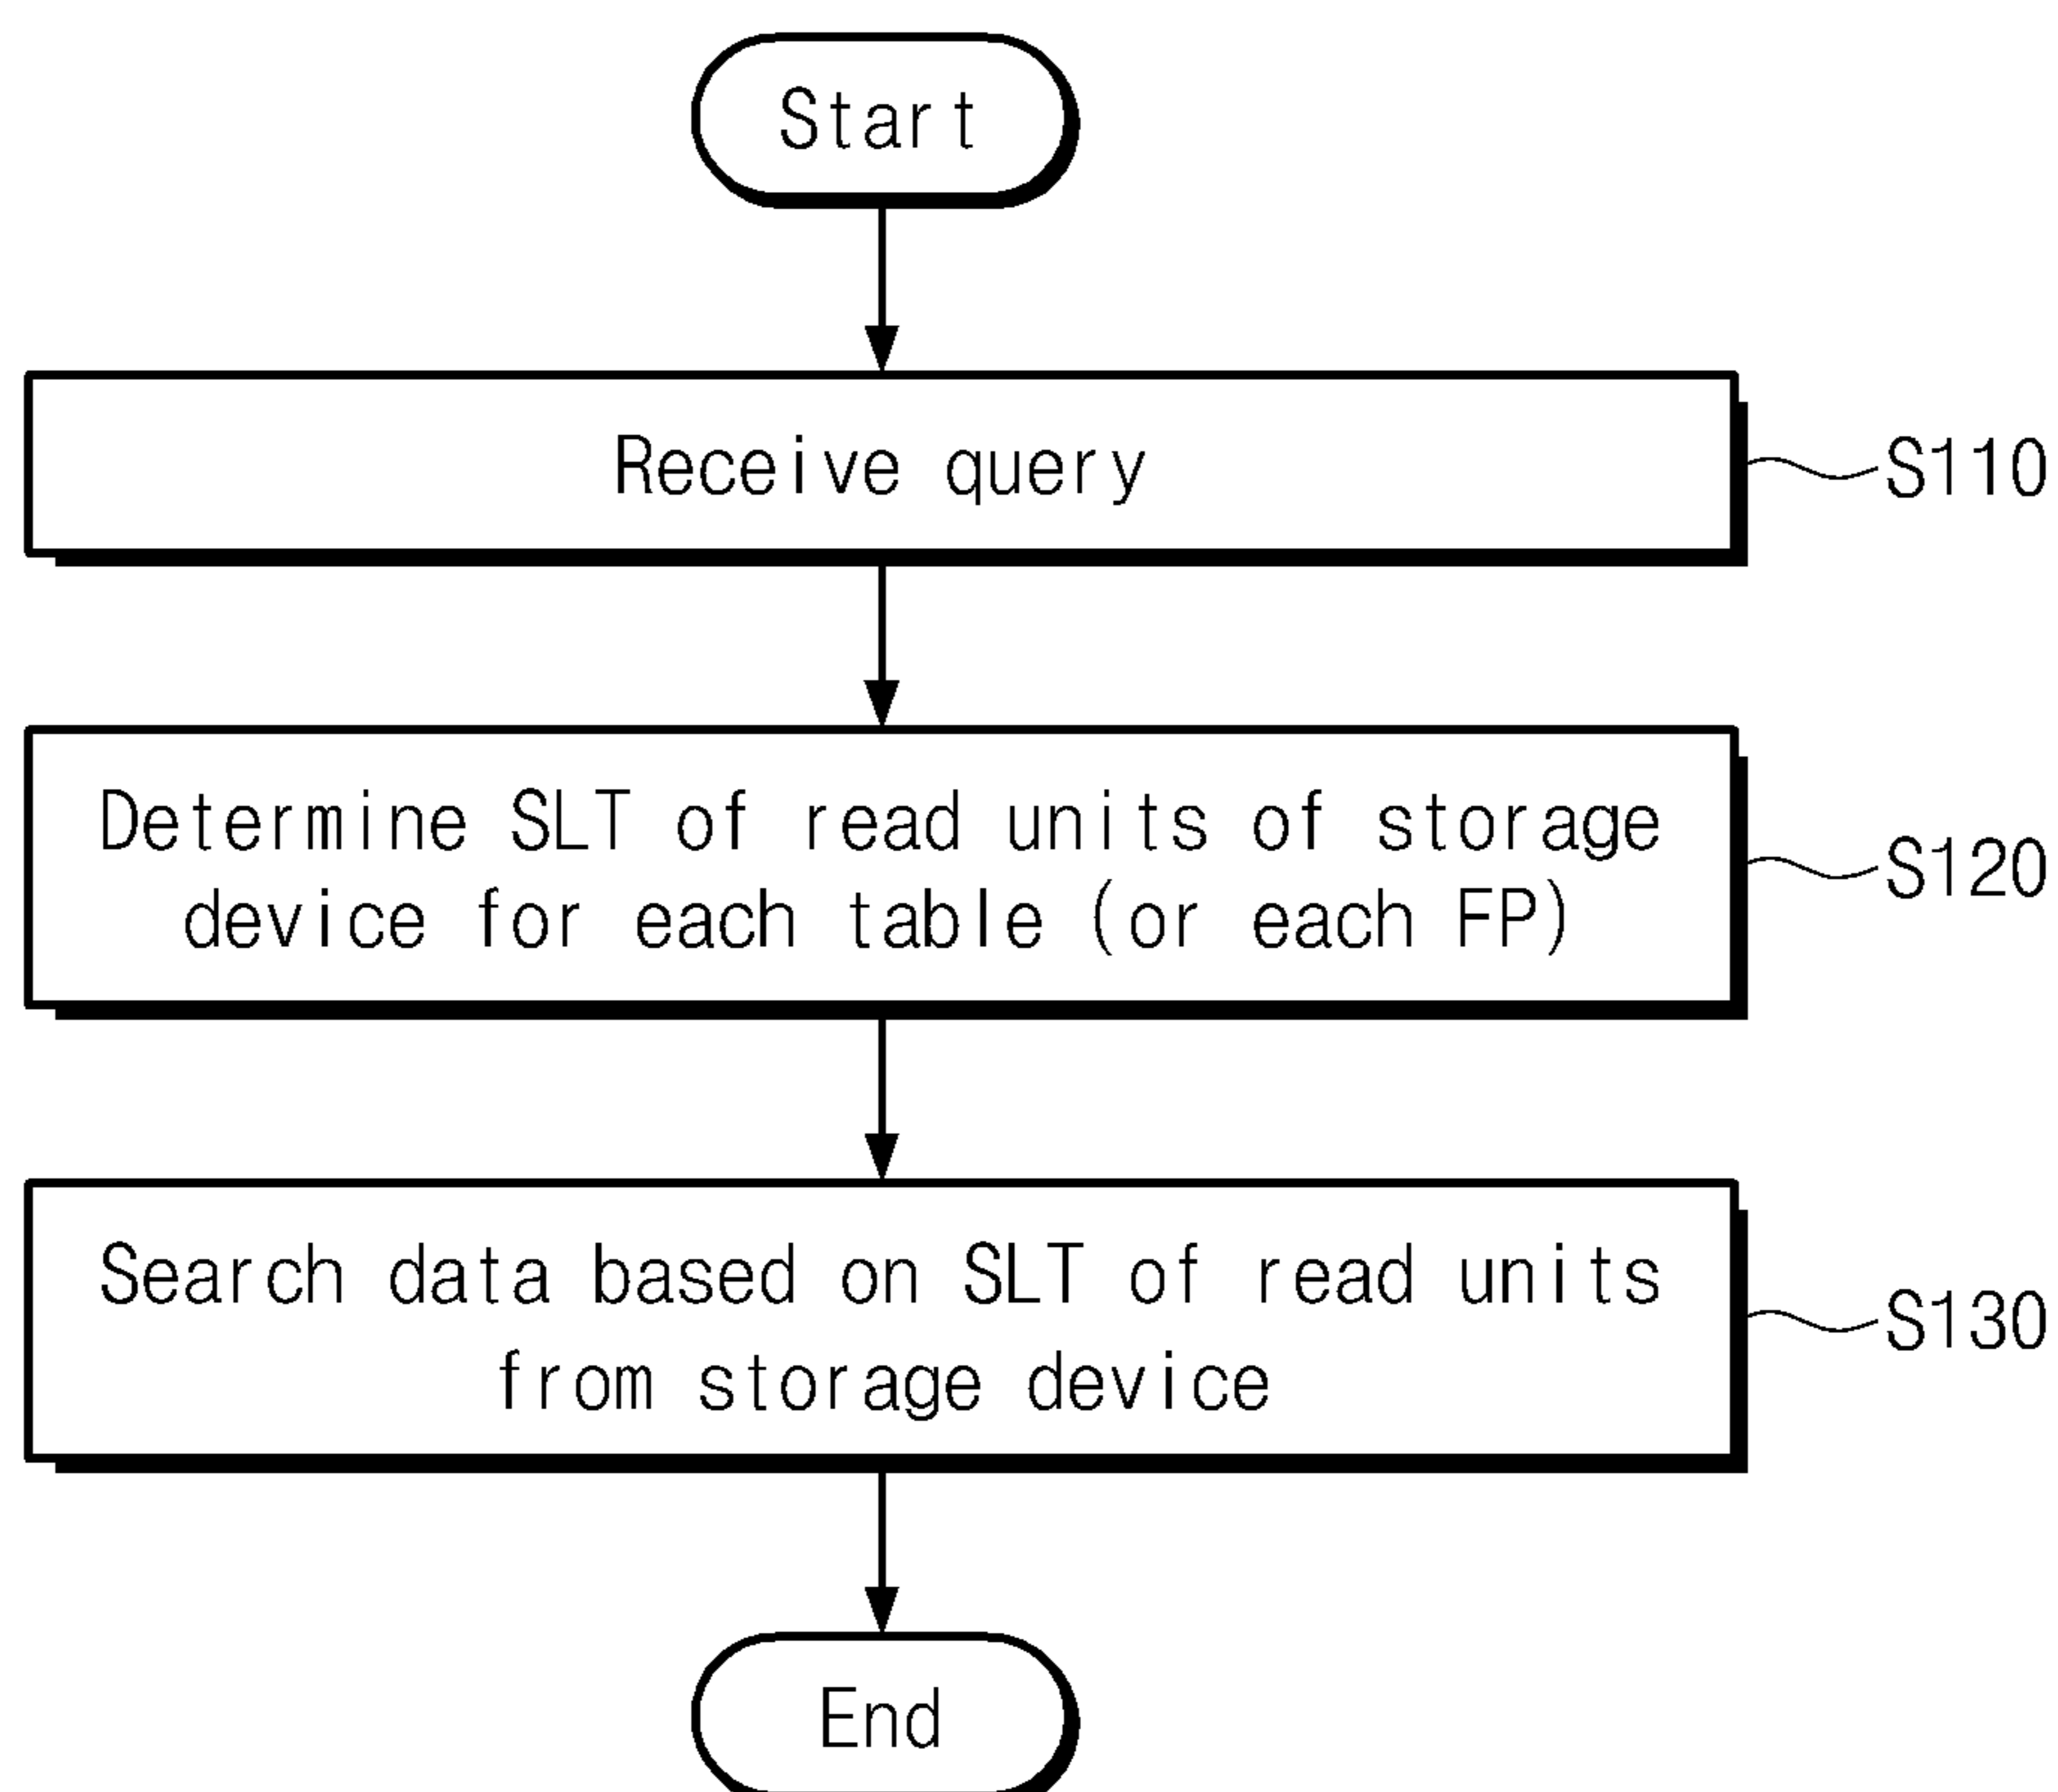 Start
Receive query
S110
Determine SLT of read units of storage
device for each table (or each FP)
S120
Search data based on SLT of read units
from storage device
S130
End